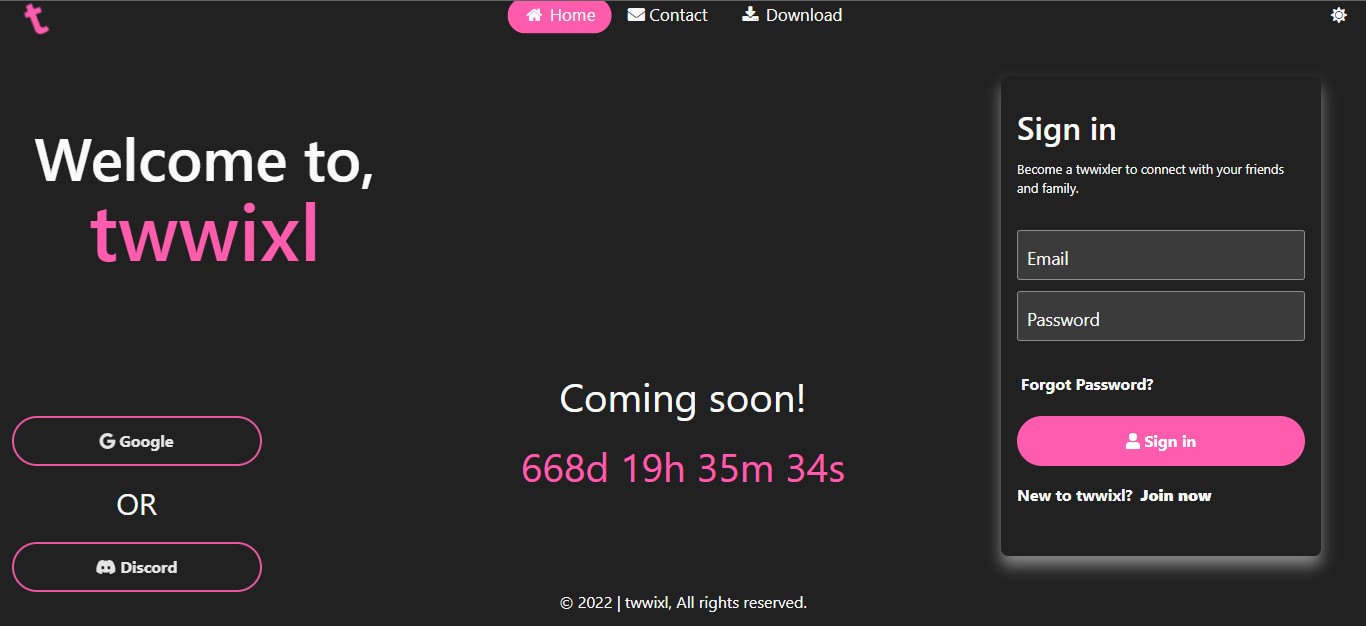 t
Home Contact Download
Welcome to,
twwixl
Google
OR
Discord
Coming soon!
668d 19h 35m 34s
Sign in
Become a twwixler to connect with your friends
and family.
Email
Password
Forgot Password?
Sign in
New to twwixl? Join now
© 2022 | twwixl, All rights reserved.